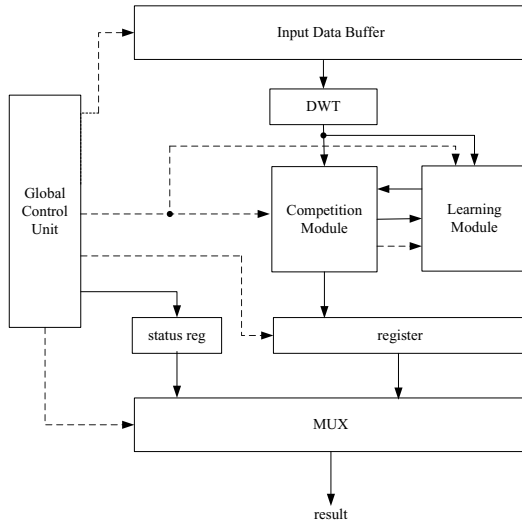 Input Data Buffer
DWT
Global
Control
Unit
Competition
Module
Learning
Module
status reg
register
MUX
result